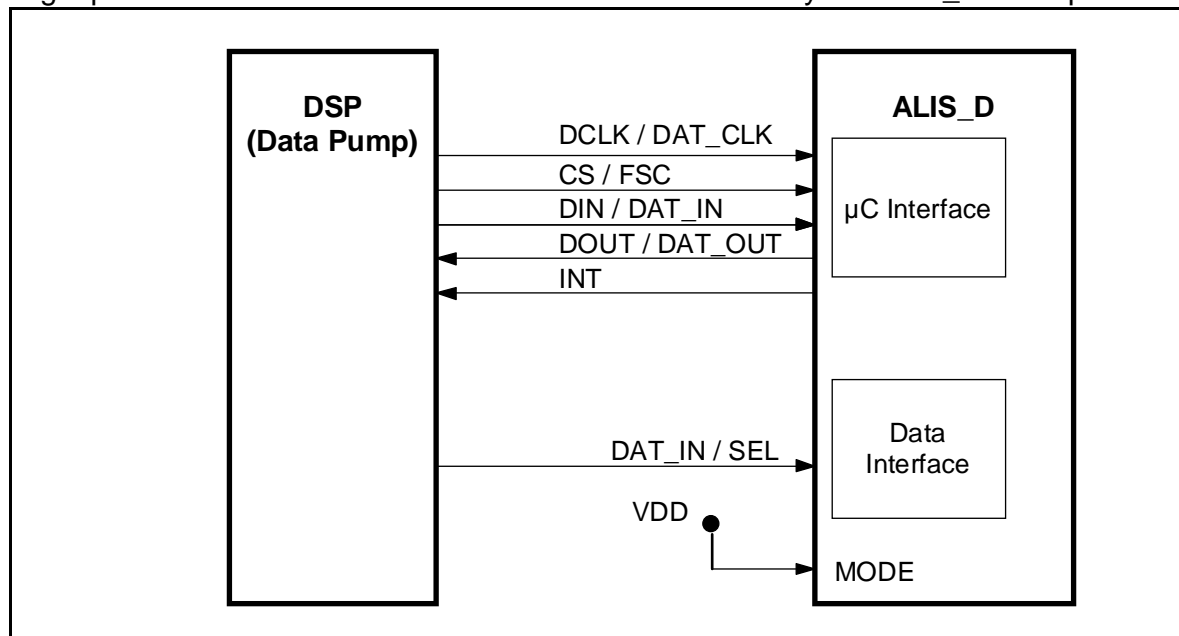 DSP
(Data Pump)
ALIS_D
DCLK / DAT_CLK
CS / FSC
DIN / DAT_IN
DOUT / DAT_OUT
INT
µC Interface
DAT_IN / SEL
Data
Interface
VDD
MODE